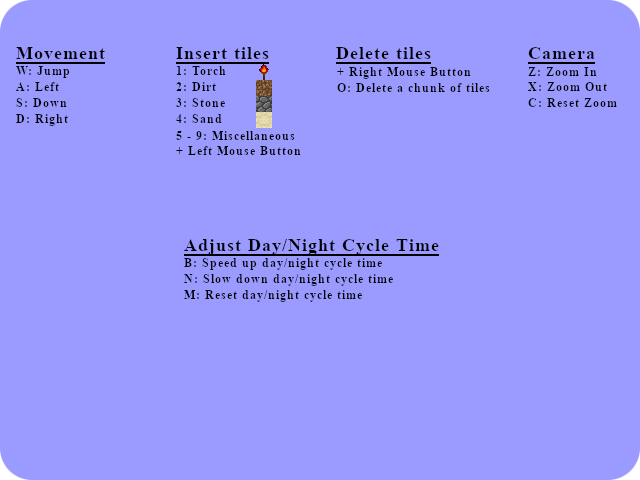 Movement
W: Jump
A: Left
S: Down
D: Right
Insert tiles
1: Torch
2: Dirt
3: Stone
4: Sand
5 - 9: Miscellaneous
+ Left Mouse Button
Delete tiles
+ Right Mouse Button
O: Delete a chunk of tiles
Camera
Z: Zoom In
X: Zoom Out
C: Reset Zoom
Adjust Day/Night Cycle Time
B: Speed up day/night cycle time
N: Slow down day/night cycle time
M: Reset day/night cycle time